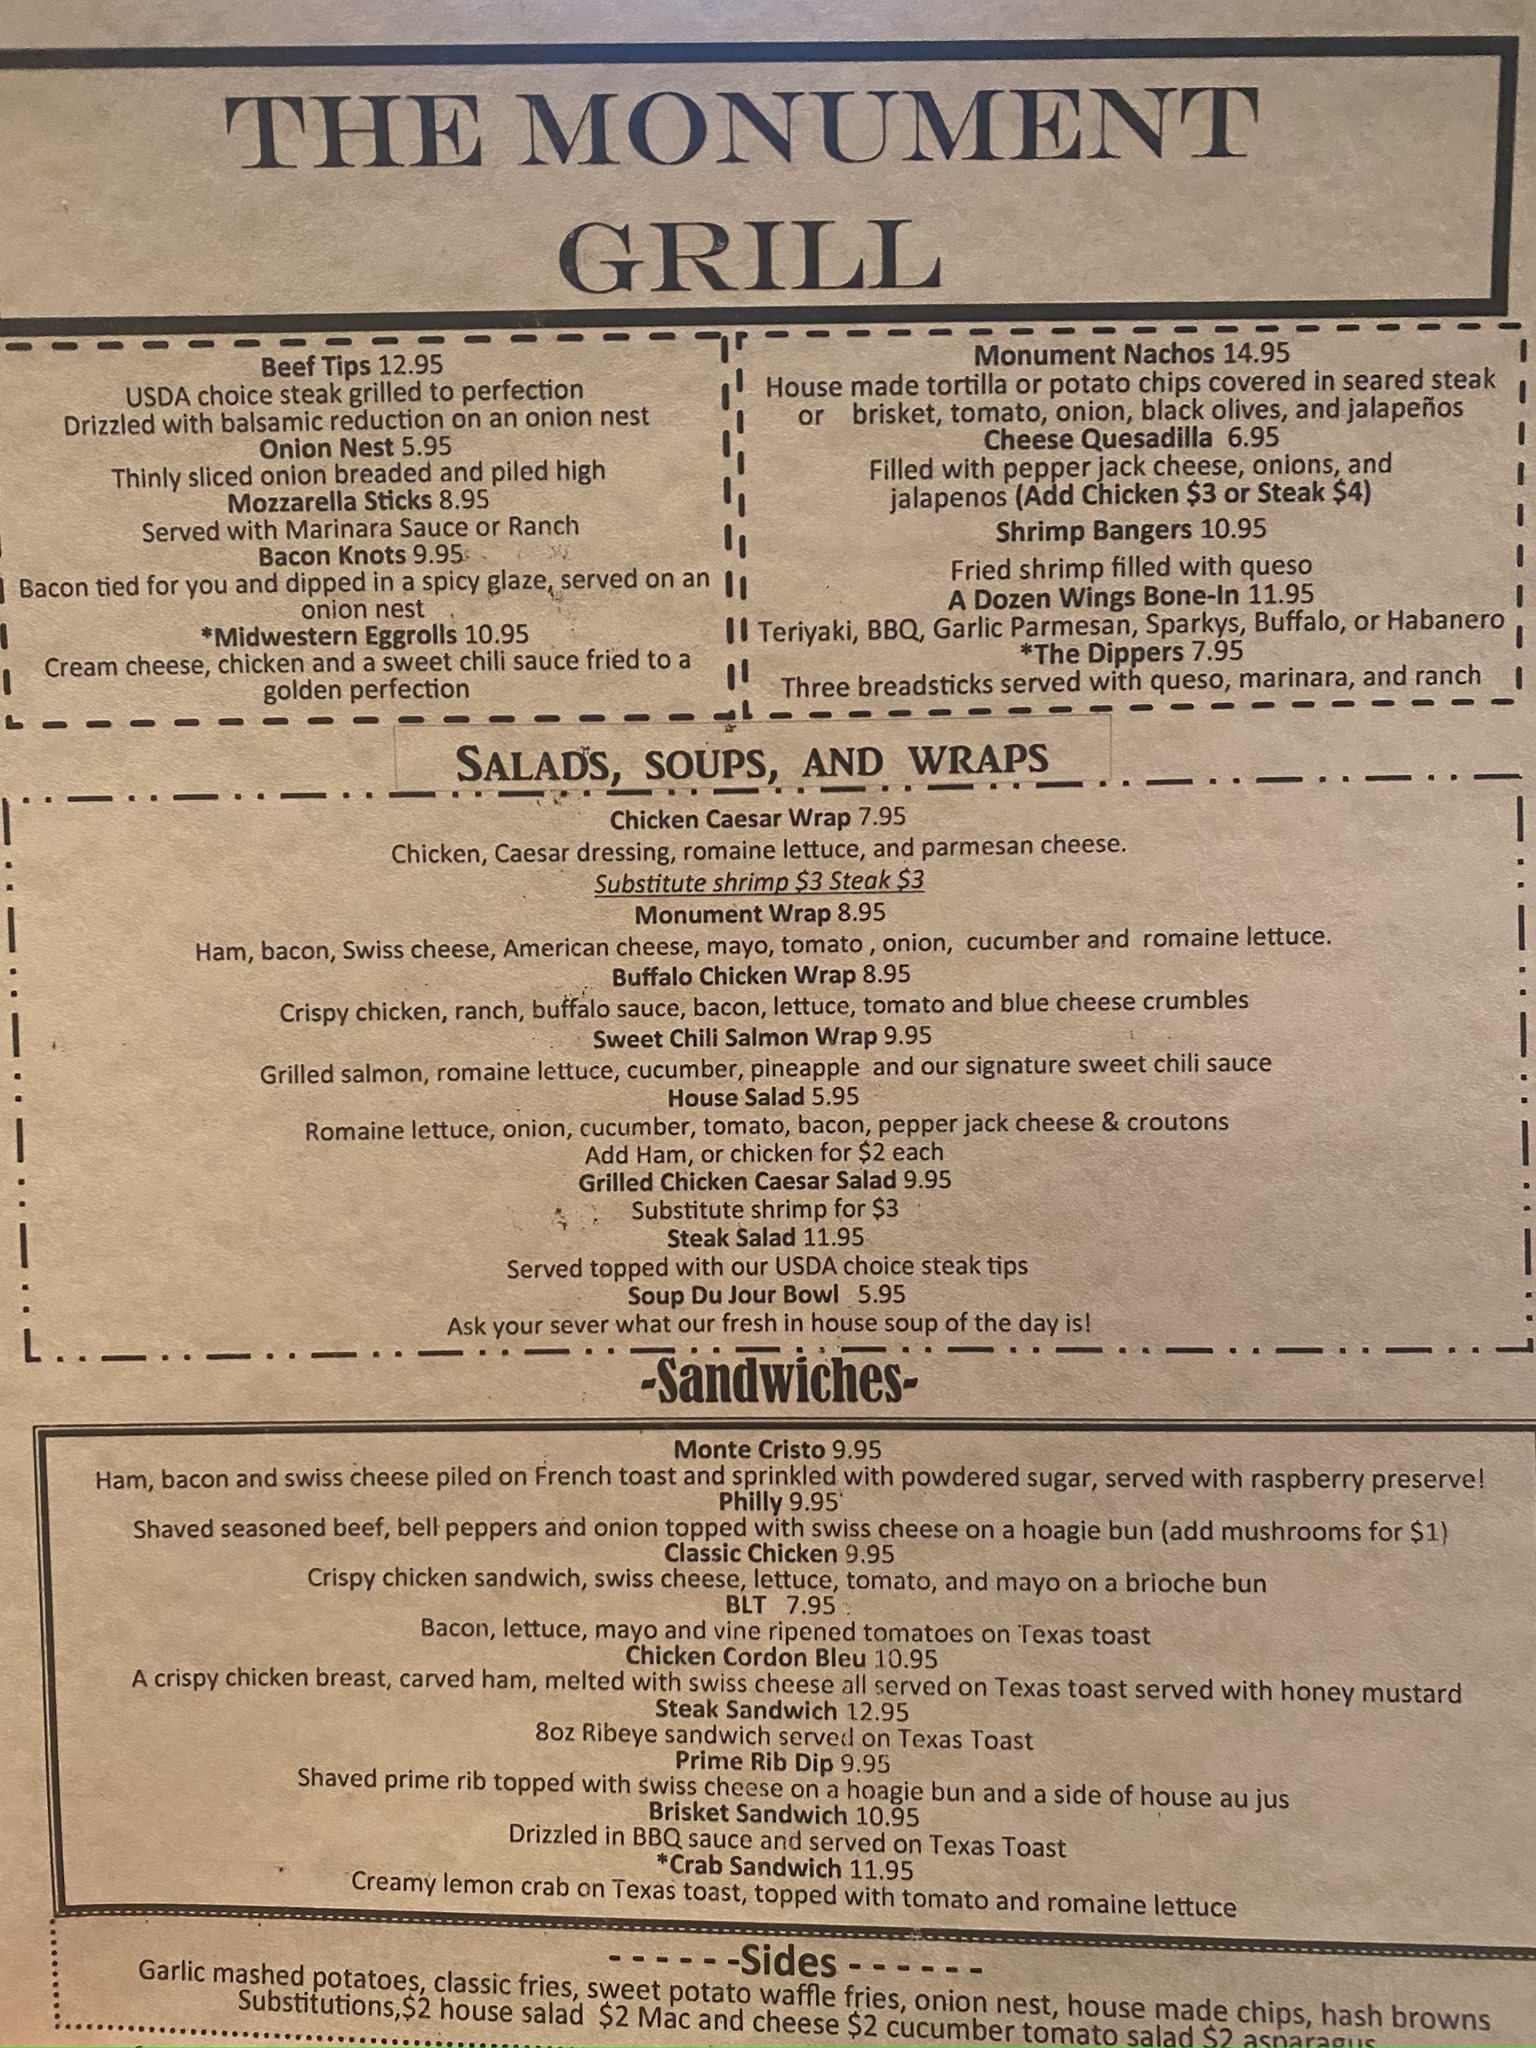 THE MONUMENT
GRILL
Beef Tips 12.95
USDA choice steak grilled to perfection
Drizzled with balsamic reduction on an onion nest
Onion Nest 5.95
Thinly sliced onion breaded and piled high
Mozzarella Sticks 8.95
Served with Marinara Sauce or Ranch
Bacon Knots 9.95
Bacon tied for you and dipped in a spicy glaze, served on an
onion nest
*Midwestern Eggrolls 10.95
Cream cheese, chicken and a sweet chili sauce fried to a
golden perfection
Monument Nachos 14.95
House made tortilla or potato chips covered in seared steak
or brisket, tomato, onion, black olives, and jalapeños
Cheese Quesadilla 6.95
Filled with pepper jack cheese, onions, and
jalapenos (Add Chicken $3 or Steak $4)
Shrimp Bangers 10.95
Fried shrimp filled with queso
A Dozen Wings Bone-In 11.95
Teriyaki, BBQ, Garlic Parmesan, Sparkys, Buffalo, or Habanero
*The Dippers 7.95
Three breadsticks served with queso, marinara, and ranch
SALADS, SOUPS, AND WRAPS
Chicken Caesar Wrap 7.95
Chicken, Caesar dressing, romaine lettuce, and parmesan cheese.
Substitute shrimp $3 Steak $3
Monument Wrap 8.95
Ham, bacon, Swiss cheese, American cheese, mayo, tomato , onion, cucumber and romaine lettuce.
Buffalo Chicken Wrap 8.95
Crispy chicken, ranch, buffalo sauce, bacon, lettuce, tomato and blue cheese crumbles
Sweet Chili Salmon Wrap 9.95
Grilled salmon, romaine lettuce, cucumber, pineapple and our signature sweet chili sauce
House Salad 5.95
Romaine lettuce, onion, cucumber, tomato, bacon, pepper jack cheese & croutons
Add Ham, or chicken for $2 each
Grilled Chicken Caesar Salad 9.95
Substitute shrimp for $3
Steak Salad 11.95
Served topped with our USDA choice steak tips
Soup Du Jour Bowl 5.95
Ask your sever what our fresh in house soup of the day is!
-Sandwiches-
Monte Cristo 9.95
Ham, bacon and swiss cheese piled on French toast and sprinkled with powdered sugar, served with raspberry preserve!
Philly 9.95
Shaved seasoned beef, bell peppers and onion topped with swiss cheese on a hoagie bun (add mushrooms for $1)
Classic Chicken 9.95
Crispy chicken sandwich, swiss cheese, lettuce, tomato, and mayo on a brioche bun
BLT 7.95
Bacon, lettuce, mayo and vine ripened tomatoes on Texas toast
Chicken Cordon Bleu 10.95
A crispy chicken breast, carved ham, melted with swiss cheese all served on Texas toast served with honey mustard
Steak Sandwich 12.95
8oz Ribeye sandwich served on Texas Toast
Prime Rib Dip 9.95
Shaved prime rib topped with swiss cheese on a hoagie bun and a side of house au jus
Brisket Sandwich 10.95
Drizzled in BBQ sauce and served on Texas Toast
*Crab Sandwich 11.95
Creamy lemon crab on Texas toast, topped with tomato and romaine lettuce
- - - - - -Sides - - - - - -
Garlic mashed potatoes, classic fries, sweet potato waffle fries, onion nest, house made chips, hash browns
Substitutions,$2 house salad $2 Mac and cheese $2 cucumber tomato salad $2 asparagus